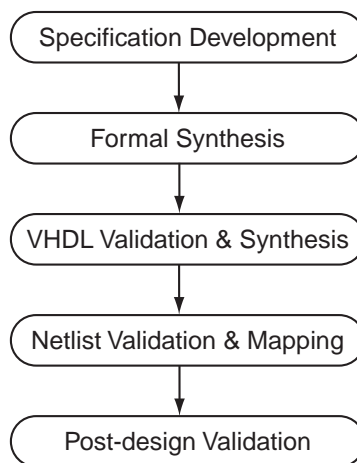 Specification Development
Formal Synthesis
VHDL Validation & Synthesis
Netlist Validation & Mapping
Post-design Validation